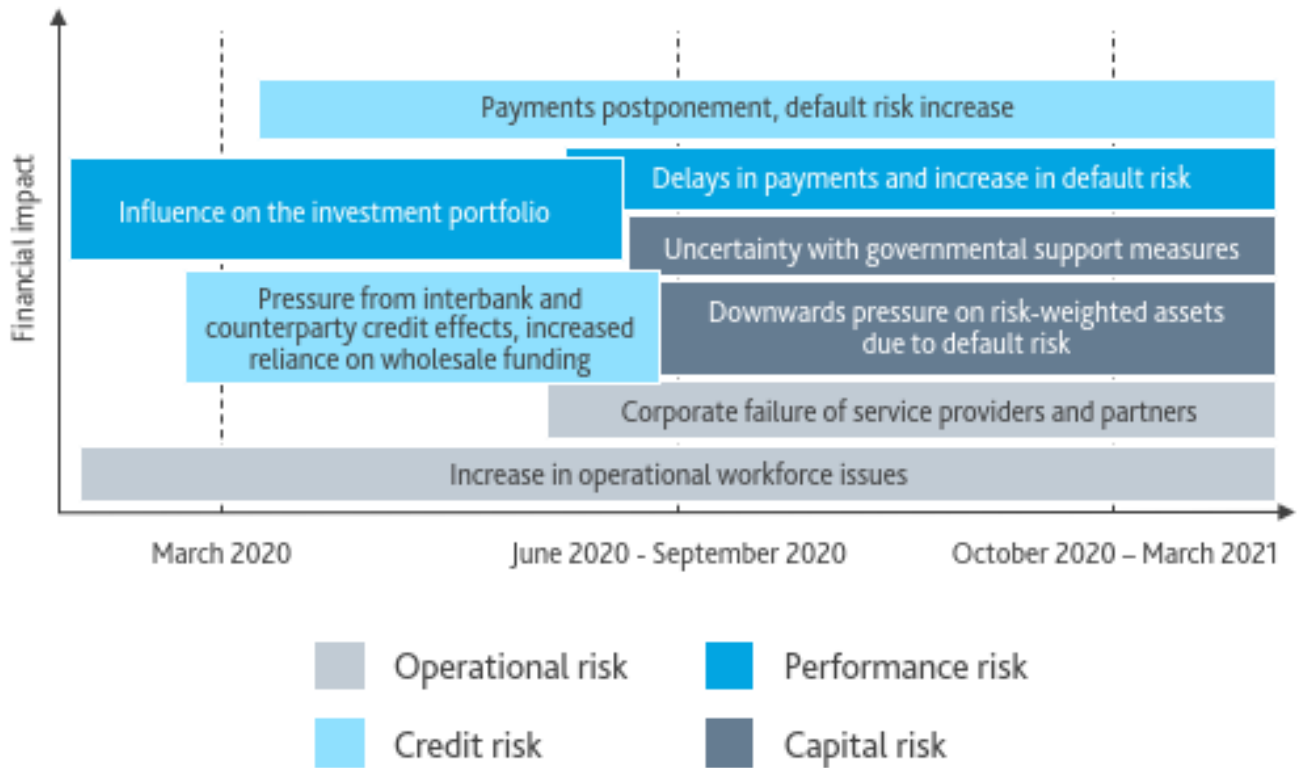 Financial impact
Payments postponement, default risk increase
Delays in payments and increase in default risk
Influence on the investment portfolio
Uncertainty with governmental support measures
Pressure from interbank and
counterparty credit effects, increased
reliance on wholesale funding
Downwards pressure on risk-weighted assets
due to default risk
Corporate failure of service providers and partners
Increase in operational workforce issues
March 2020
June 2020 - September 2020
October 2020 – March 2021
Operational risk
Performance risk
Credit risk
Capital risk